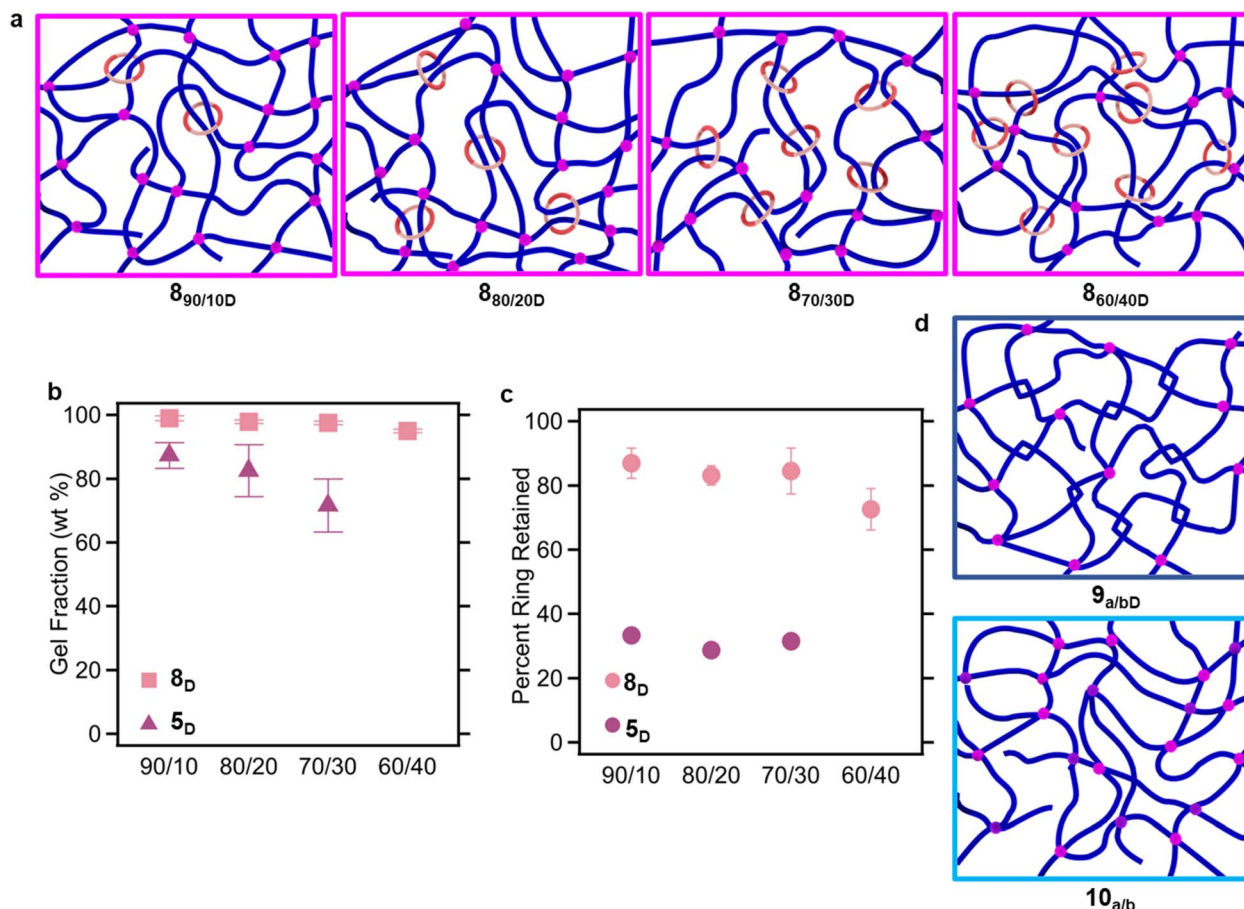 a
890/10D
880/20D
870/30D
860/40D
b
Gel Fraction (wt %)
100
80
60
40
20
0
8D
5D
90/10
80/20
70/30
60/40
c
Percent Ring Retained
100
80
60
40
20
0
8D
5D
90/10
80/20
70/30
60/40
d
9a/bD
10a/b